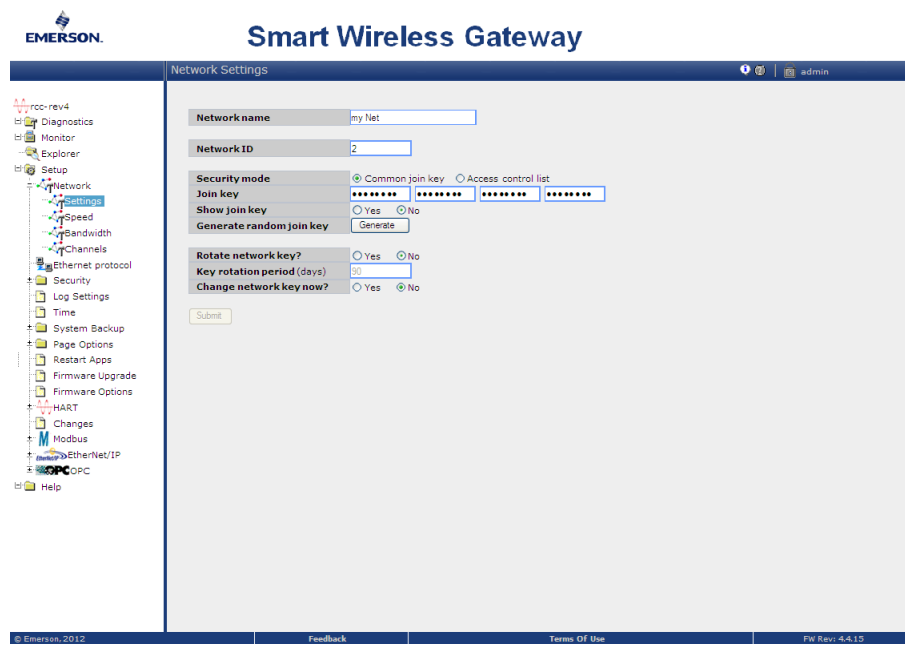 EMERSON.
Smart Wireless Gateway
Network Settings
admin
rcc-rev4
Diagnostics
Monitor
Explorer
Setup
Network
Settings
Speed
Bandwidth
Channels
Ethernet protocol
Security
Log Settings
Time
System Backup
Page Options
Restart Apps
Firmware Upgrade
Firmware Options
HART
Changes
Modbus
EtherNet/IP EtherNet/IP
OPC OPC
Help
Network name my Net
Network ID 2
Security mode Common join key Access control list
Join key •••••••• •••••••• •••••••• ••••••••
Show join key Yes No
Generate random join key Generate
Rotate network key? Yes No
Key rotation period (days) 90
Change network key now? Yes No
Submit
© Emerson, 2012 Feedback Terms Of Use FW Rev: 4.4.15